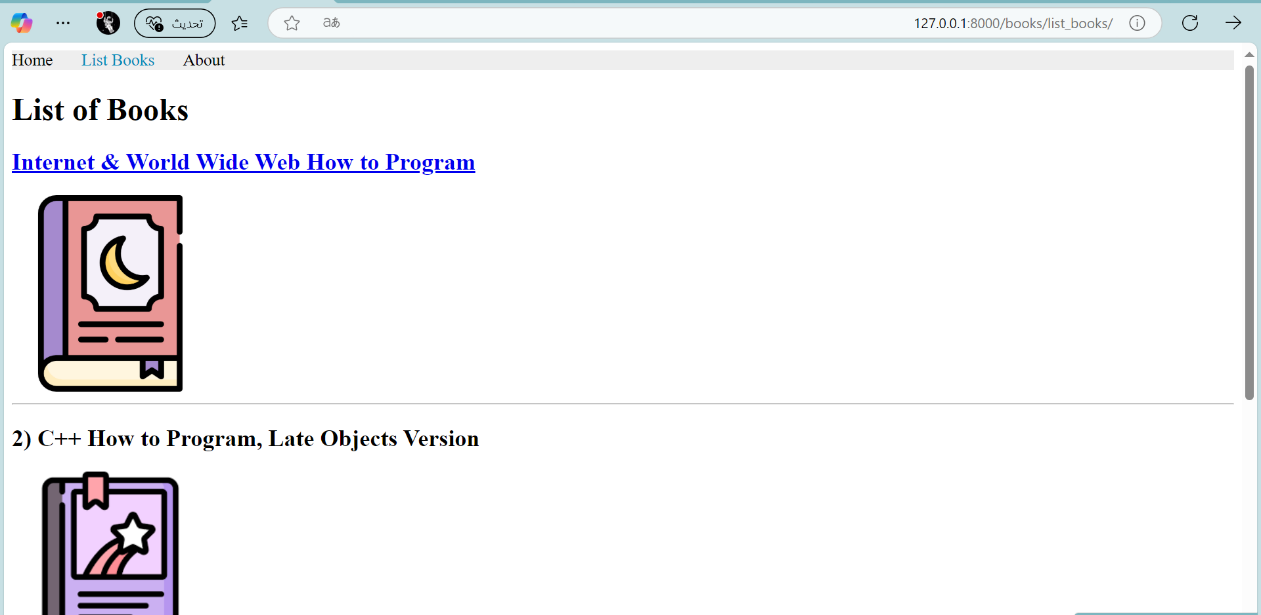 تحديث
127.0.0.1:8000/books/list_books/
Home List Books About
List of Books
Internet & World Wide Web How to Program
2) C++ How to Program, Late Objects Version